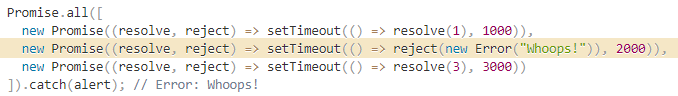 Promise.all([
  new Promise((resolve, reject) => setTimeout(() => resolve(1), 1000)),
  new Promise((resolve, reject) => setTimeout(() => reject(new Error("Whoops!")), 2000)),
  new Promise((resolve, reject) => setTimeout(() => resolve(3), 3000))
]).catch(alert); // Error: Whoops!